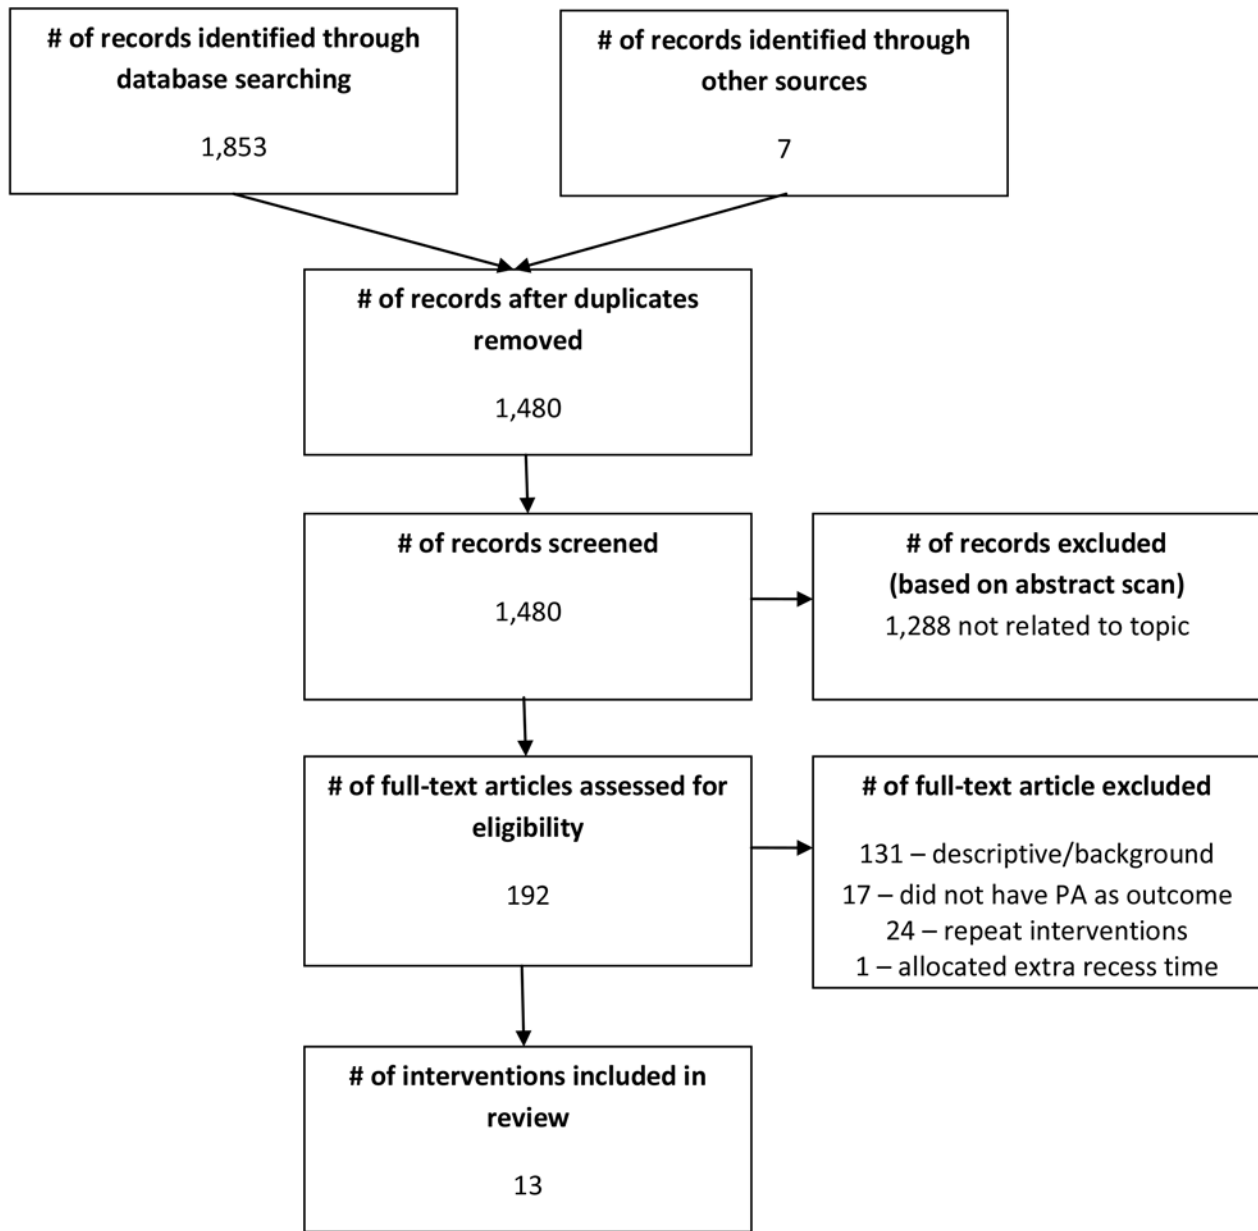 # of records identified through
database searching
1,853
# of records identified through
other sources
7
# of records after duplicates
removed
1,480
# of records screened
1,480
# of records excluded
(based on abstract scan)
1,288 not related to topic
# of full-text articles assessed for
eligibility
192
# of full-text article excluded
131 – descriptive/background
17 – did not have PA as outcome
24 – repeat interventions
1 – allocated extra recess time
# of interventions included in
review
13